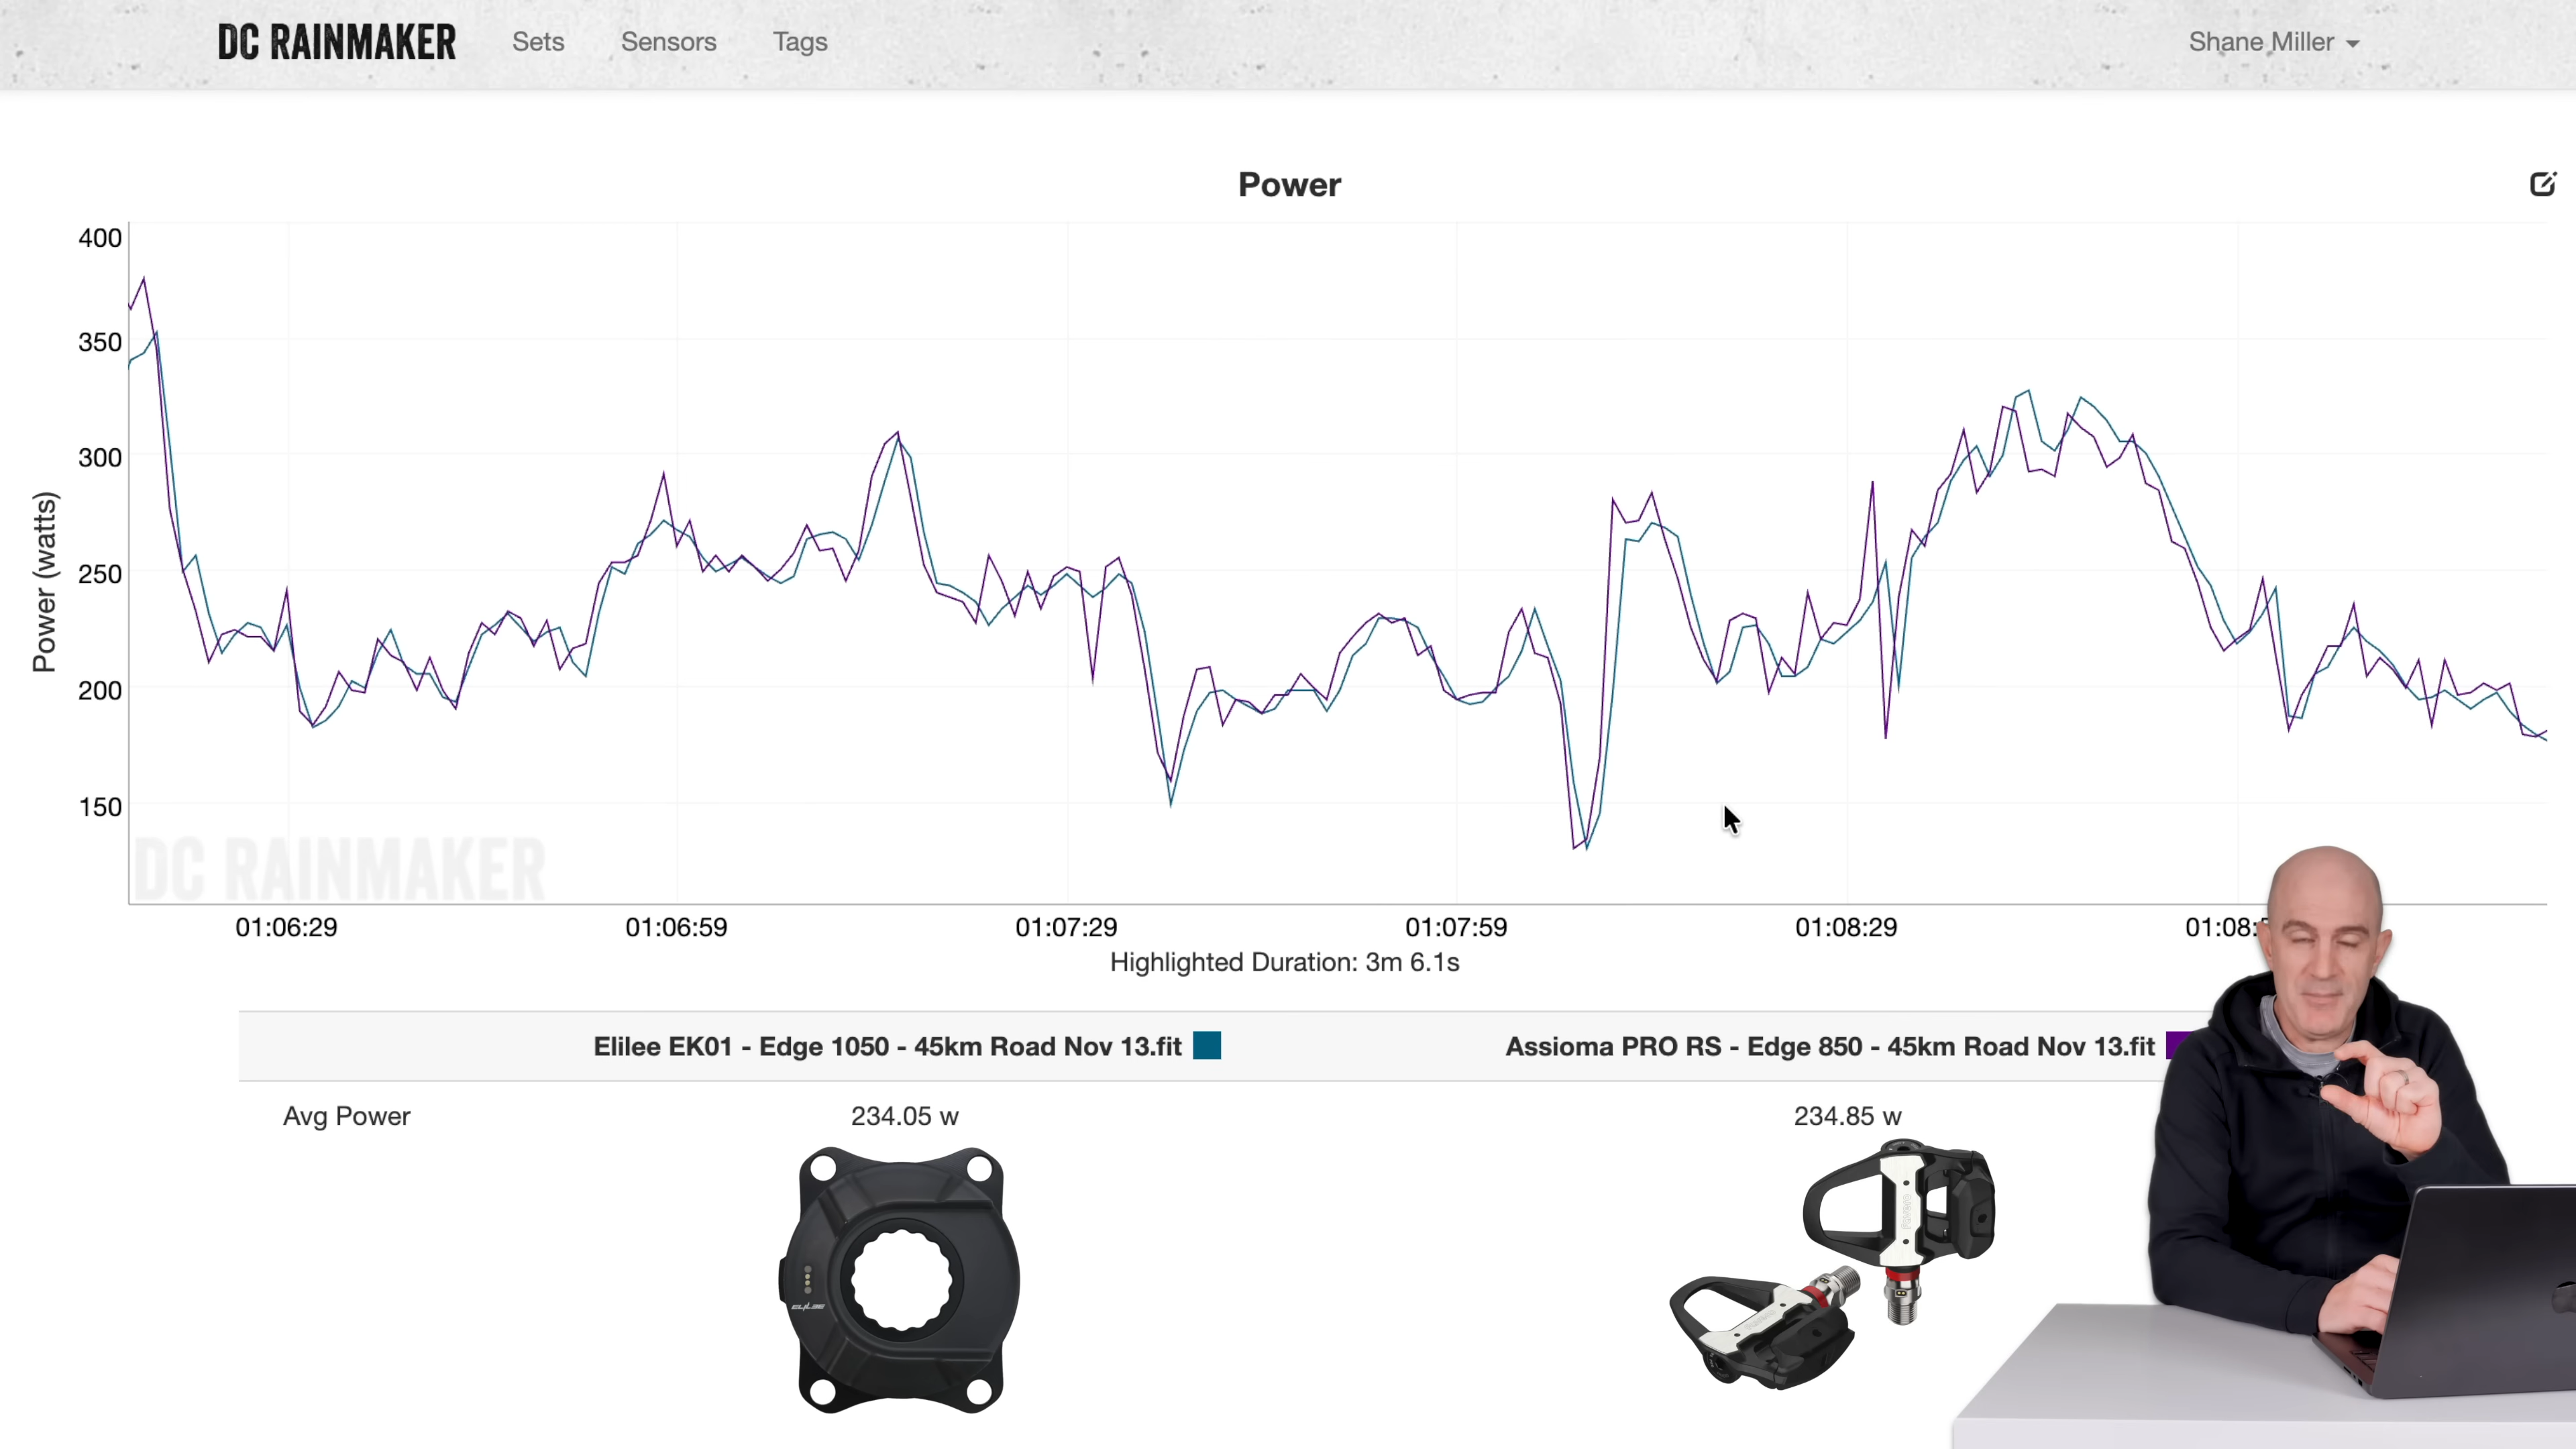 DC RAINMAKER Sets Sensors Tags Shane Miller
Power
400
350
300
250
200
150
Power (watts)
DC RAINMAKER
01:06:29 01:06:59 01:07:29 01:07:59 01:08:29 01:08:
Highlighted Duration: 3m 6.1s
Elilee EK01 - Edge 1050 - 45km Road Nov 13.fit Assioma PRO RS - Edge 850 - 45km Road Nov 13.fit
Avg Power 234.05 w 234.85 w